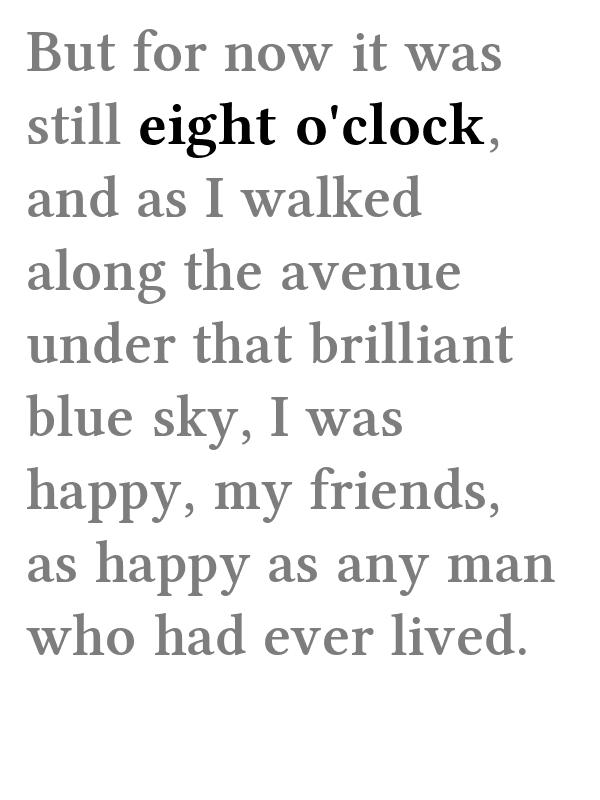 But for now it was
still eight o'clock,
and as I walked
along the avenue
under that brilliant
blue sky, I was
happy, my friends,
as happy as any man
who had ever lived.